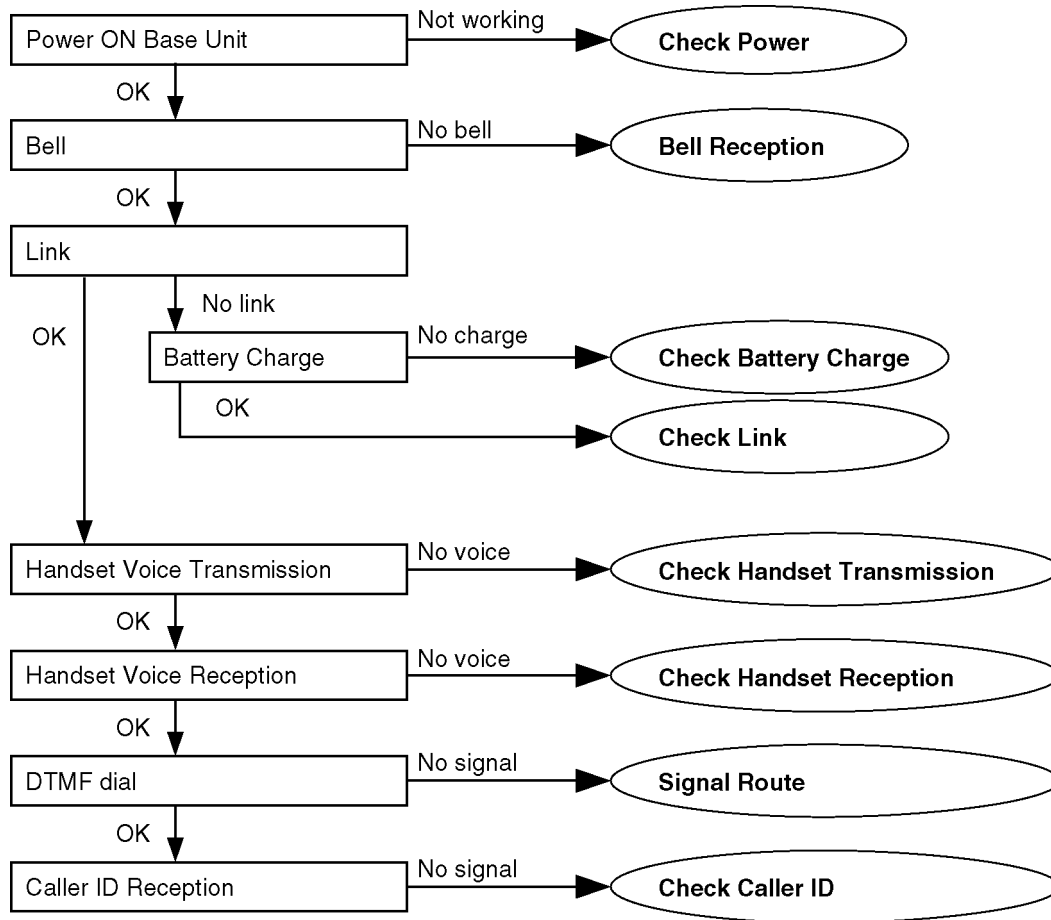 Power ON Base Unit
Not working
Check Power
OK
Bell
No bell
Bell Reception
OK
Link
OK
No link
Battery Charge
No charge
Check Battery Charge
OK
Check Link
Handset Voice Transmission
No voice
Check Handset Transmission
OK
Handset Voice Reception
No voice
Check Handset Reception
OK
DTMF dial
No signal
Signal Route
OK
Caller ID Reception
No signal
Check Caller ID